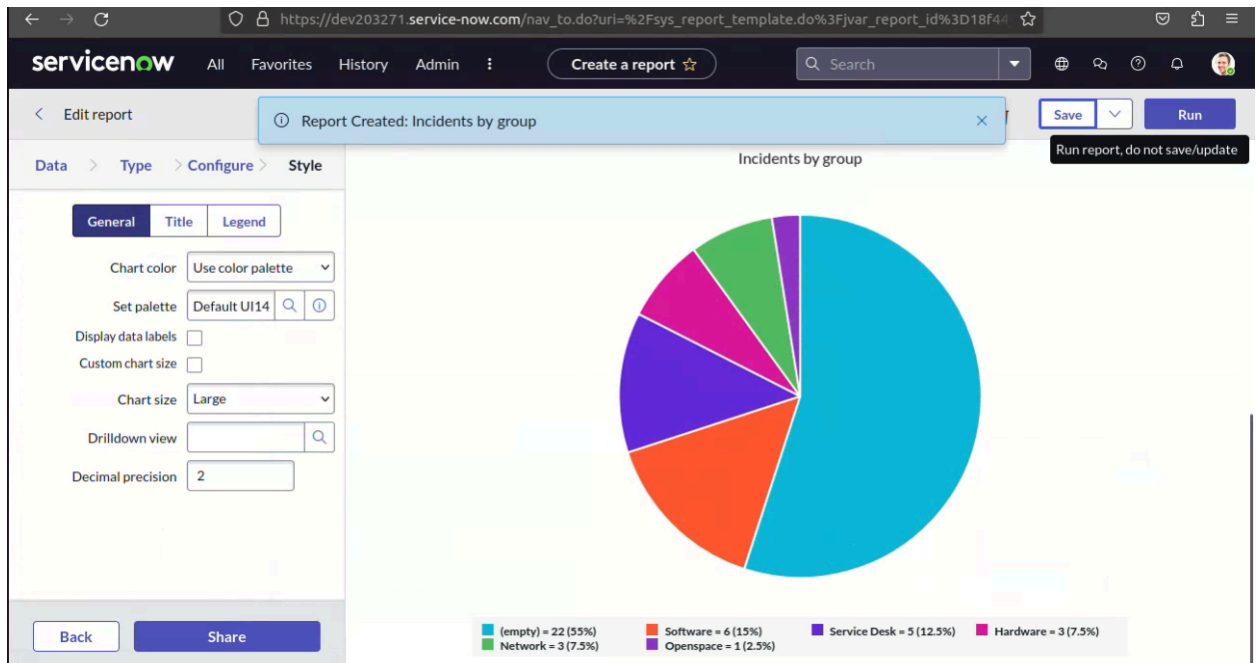 https://dev203271.service-now.com/nav_to.do?uri=%2Fsys_report_template.do%3Fjvar_report_id%3D18f44
servicenow
All
Favorites
History
Admin
Create a report
Search
Edit report
Report Created: Incidents by group
Save
Run
Run report, do not save/update
Data > Type > Configure > Style
General
Title
Legend
Chart color
Use color palette
Set palette
Default UI14
Display data labels
Custom chart size
Chart size
Large
Drilldown view
Decimal precision
2
Back
Share
Incidents by group
(empty) = 22 (55%)
Software = 6 (15%)
Service Desk = 5 (12.5%)
Hardware = 3 (7.5%)
Network = 3 (7.5%)
Openspace = 1 (2.5%)